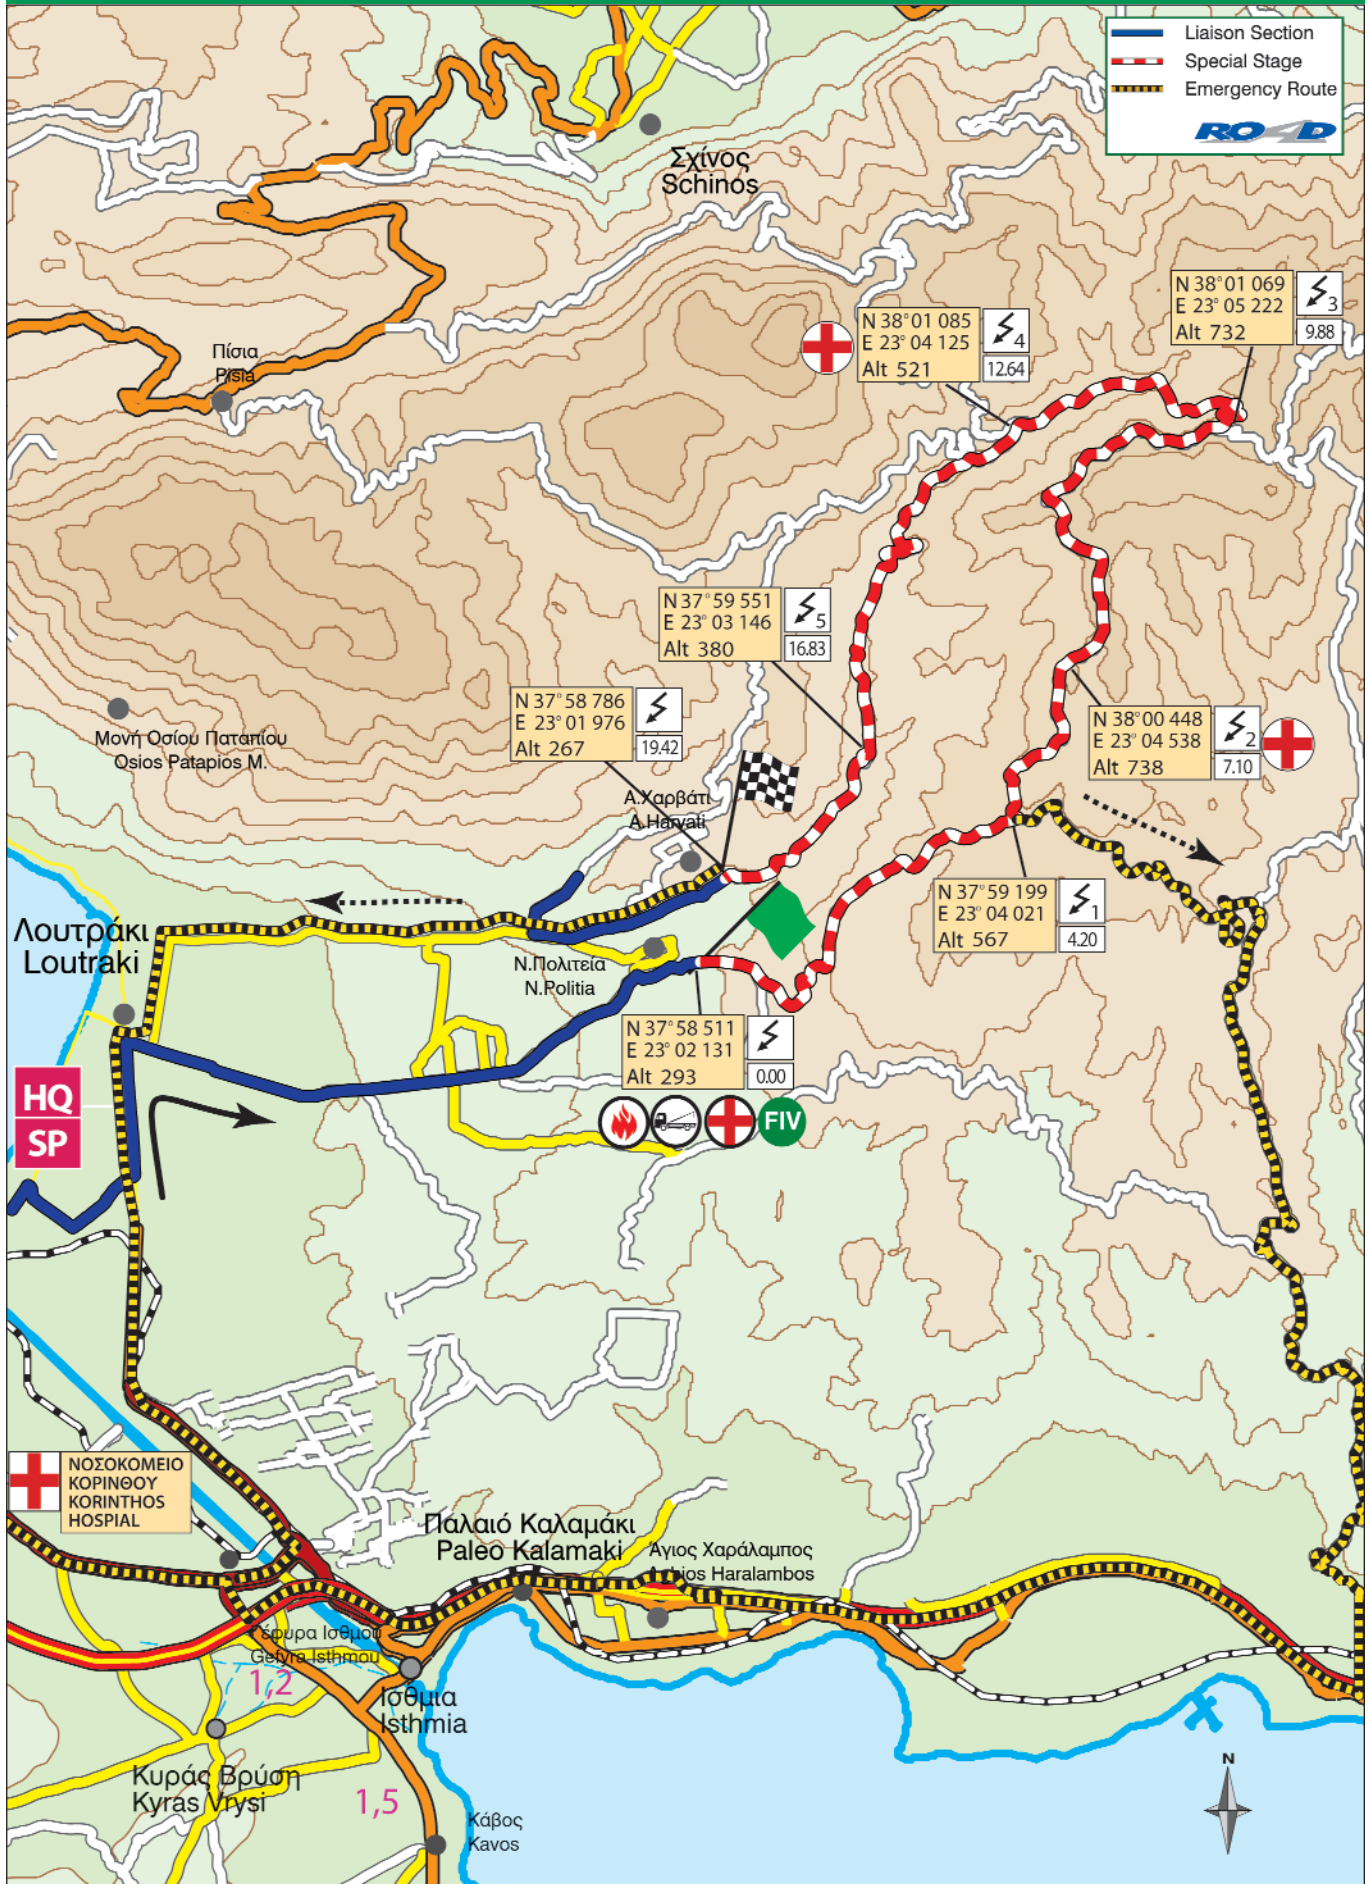 Liaison Section
Special Stage
Emergency Route
ROAD
Σχίνος
Schinos
N 38° 01 069
E 23° 05 222
Alt 732
3
9.88
N 38° 01 085
E 23° 04 125
Alt 521
4
12.64
Πίσια
Pisia
N 37° 59 551
E 23° 03 146
Alt 380
5
16.83
N 37° 58 786
E 23° 01 976
Alt 267
19.42
Μονή Οσίου Παταπίου
Osios Patapios M.
N 38° 00 448
E 23° 04 538
Alt 738
2
7.10
Α.Χαρβάτι
A.Harvati
N 37° 59 199
E 23° 04 021
Alt 567
1
4.20
Λουτράκι
Loutraki
Ν.Πολιτεία
N.Politia
N 37° 58 511
E 23° 02 131
Alt 293
0.00
HQ
SP
FIV
ΝΟΣΟΚΟΜΕΙΟ
ΚΟΡΙΝΘΟΥ
KORINTHOS
HOSPIAL
Παλαιό Καλαμάκι
Paleo Kalamaki
Άγιος Χαράλαμπος
Aghios Haralambos
Γέφυρα Ισθμού
Gefyra Isthmou
1,2
Ισθμια
Isthmia
Κυράς Βρύση
Kyras Vrysi
1,5
Κάβος
Kavos
N